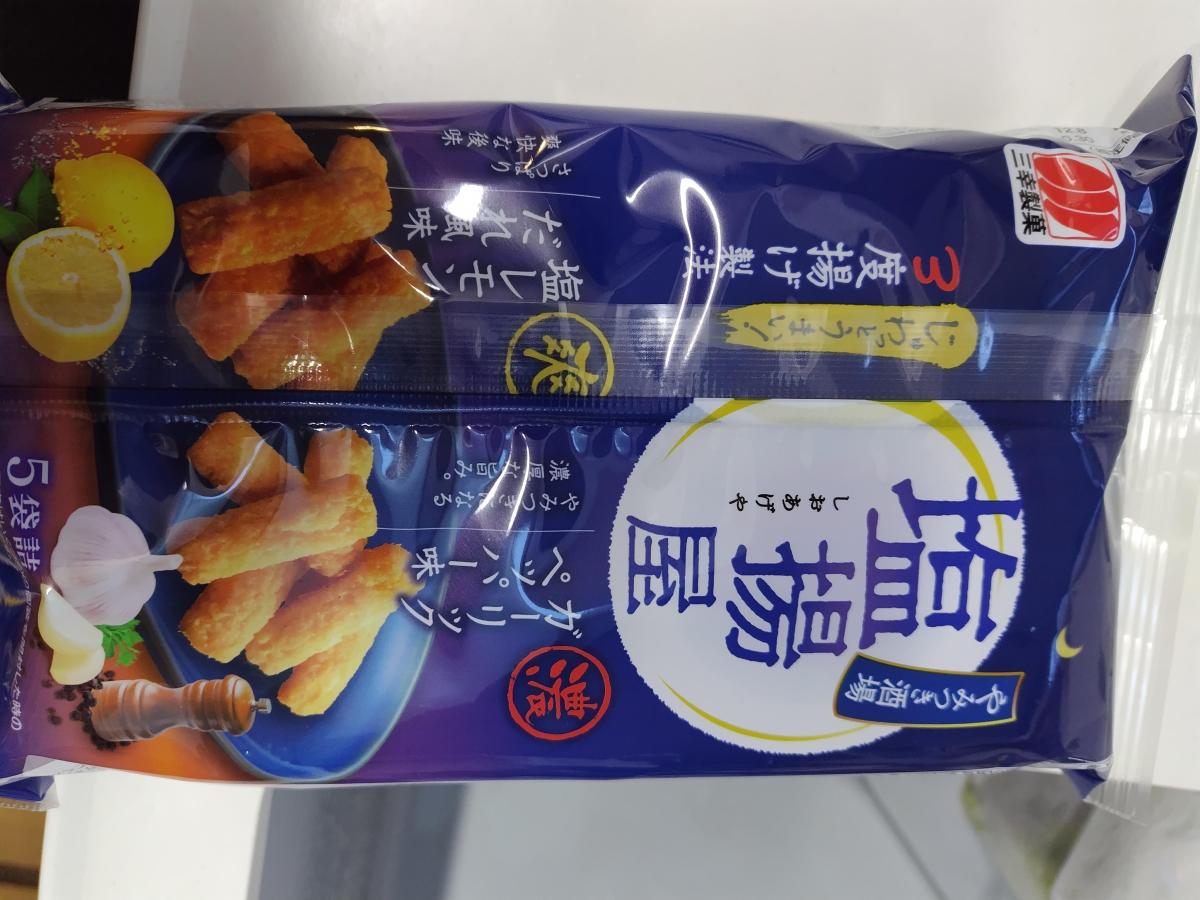 三幸製菓
3度揚げ製法
じゅわっとうまい!
やみつき酒場
塩揚屋
しおあげや
爽
塩レモン
だれ風味
さっぱり
爽快な後味
濃
ガーリック
ペッパー味
やみつきになる
濃厚な旨み。
5袋詰